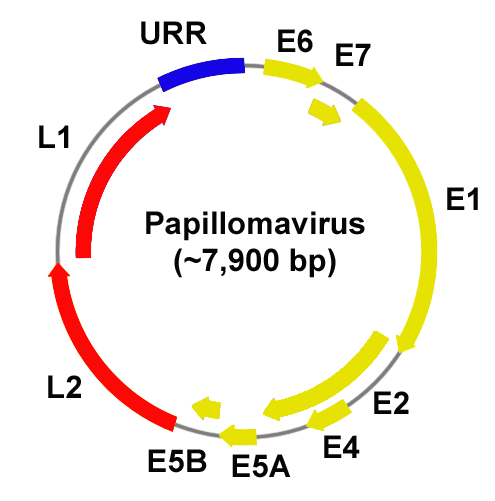 URR
E6
E7
L1
E1
Papillomavirus
(~7,900 bp)
L2
E2
E4
E5B
E5A